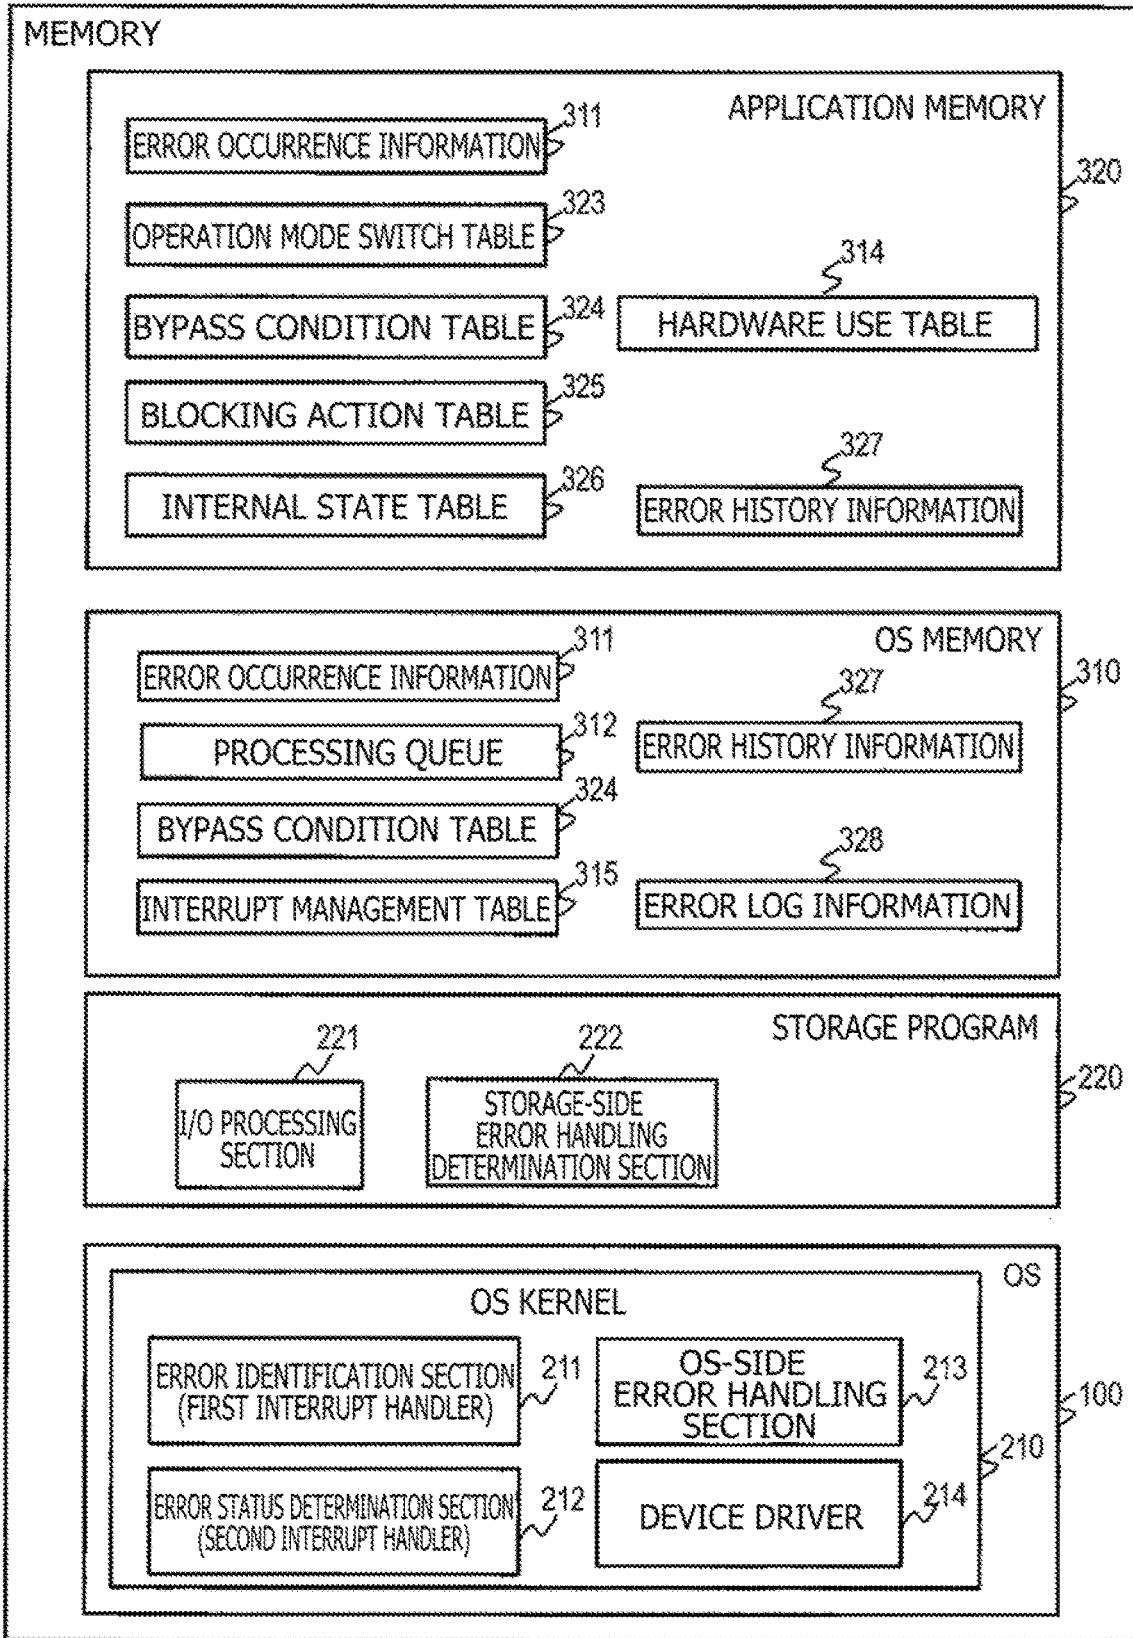 MEMORY
APPLICATION MEMORY
320
311
ERROR OCCURRENCE INFORMATION
323
OPERATION MODE SWITCH TABLE
324
BYPASS CONDITION TABLE
314
HARDWARE USE TABLE
325
BLOCKING ACTION TABLE
326
INTERNAL STATE TABLE
327
ERROR HISTORY INFORMATION
OS MEMORY
310
311
ERROR OCCURRENCE INFORMATION
312
PROCESSING QUEUE
327
ERROR HISTORY INFORMATION
324
BYPASS CONDITION TABLE
315
INTERRUPT MANAGEMENT TABLE
328
ERROR LOG INFORMATION
STORAGE PROGRAM
220
221
I/O PROCESSING
SECTION
222
STORAGE-SIDE
ERROR HANDLING
DETERMINATION SECTION
OS
100
OS KERNEL
210
ERROR IDENTIFICATION SECTION
(FIRST INTERRUPT HANDLER)
211
OS-SIDE
ERROR HANDLING
SECTION
213
ERROR STATUS DETERMINATION SECTION
(SECOND INTERRUPT HANDLER)
212
DEVICE DRIVER
214